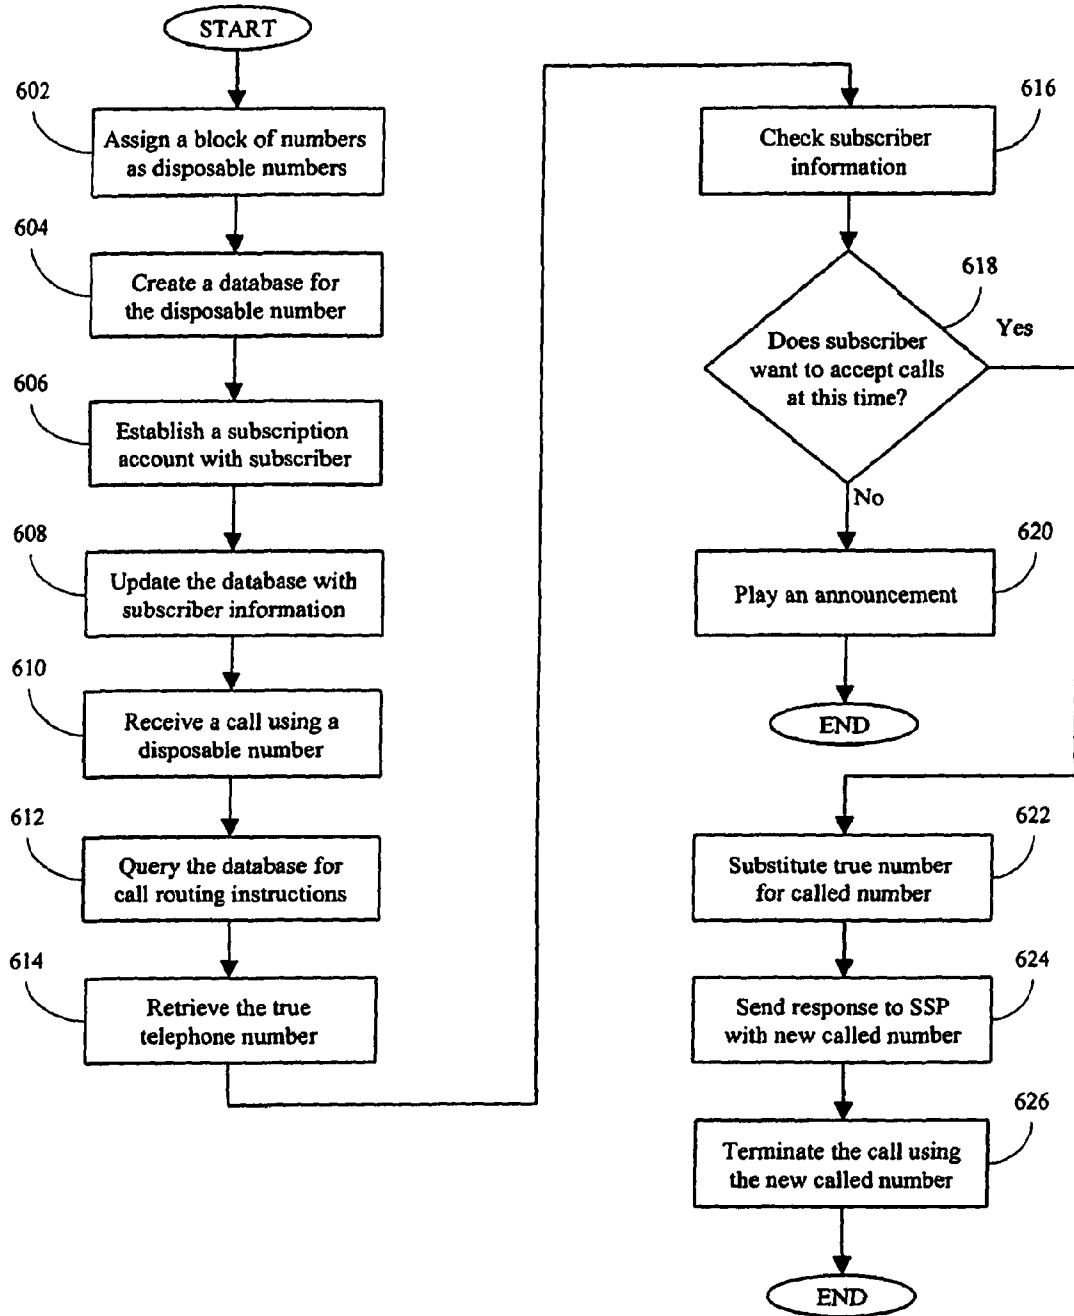 START
602
Assign a block of numbers
as disposable numbers
604
Create a database for
the disposable number
606
Establish a subscription
account with subscriber
608
Update the database with
subscriber information
610
Receive a call using a
disposable number
612
Query the database for
call routing instructions
614
Retrieve the true
telephone number
616
Check subscriber
information
618
Does subscriber
want to accept calls
at this time?
Yes
No
620
Play an announcement
END
622
Substitute true number
for called number
624
Send response to SSP
with new called number
626
Terminate the call using
the new called number
END